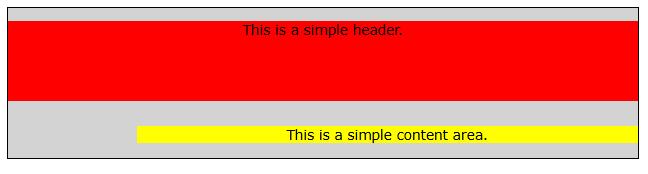 This is a simple header.
This is a simple content area.